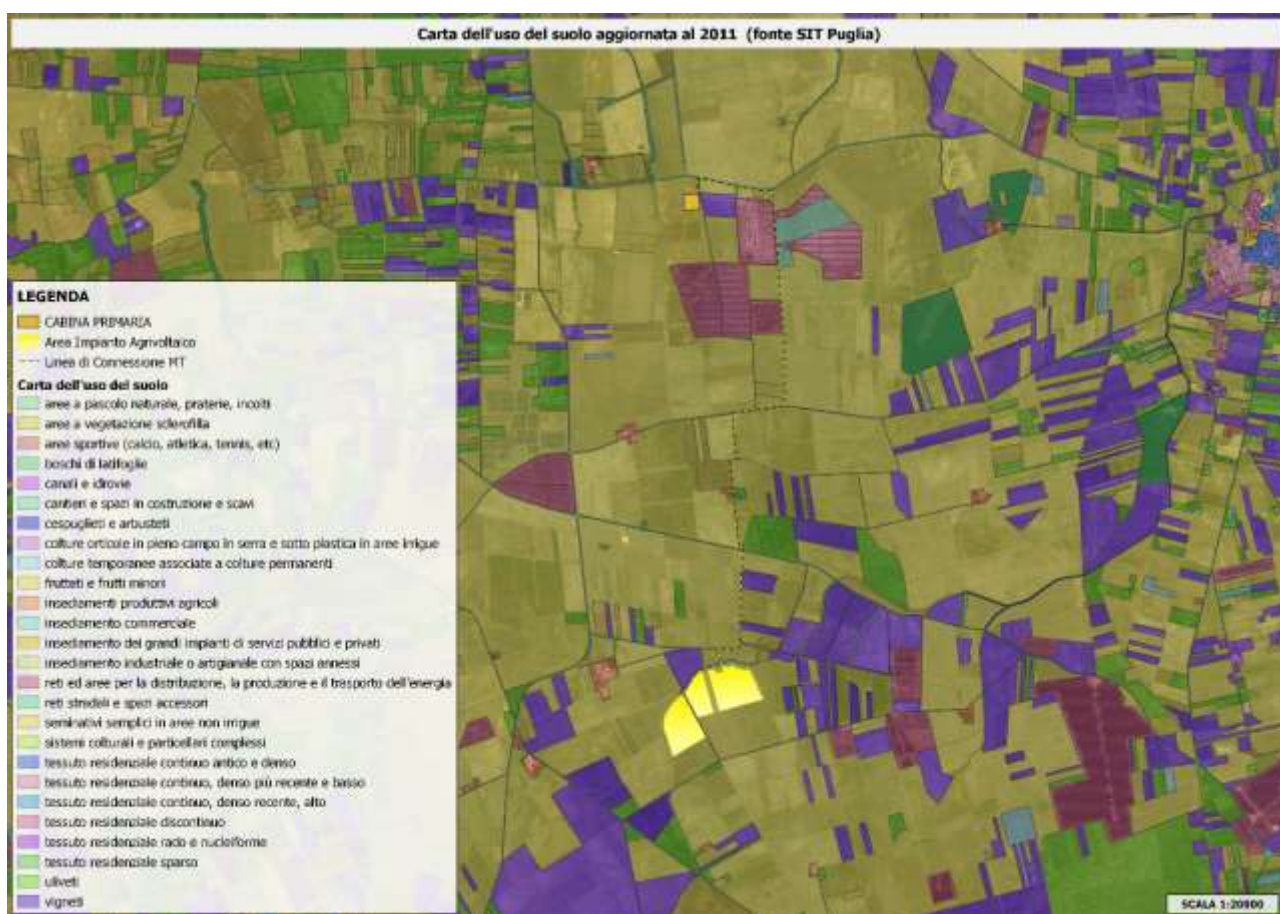 Carta dell'uso del suolo aggiornata al 2011 (fonte SIT Puglia)
LEGENDA
CABINA PRIMARIA
Area Impianto Agrivoltaico
Linea di Connessione MT
Carta dell'uso del suolo
aree a pascolo naturale, praterie, incolti
aree a vegetazione sclerofilla
aree sportive (calcio, atletica, tennis, etc)
boschi di latifoglie
canali e idrovie
cantieri e spazi in costruzione e scavi
cespuglieti e arbusteti
colture orticole in pieno campo in serra e sotto plastica in aree irrigue
colture temporanee associate a colture permanenti
frutteti e frutti minori
insediamenti produttivi agricoli
insediamento commerciale
insediamento dei grandi impianti di servizi pubblici e privati
insediamento industriale o artigianale con spazi annessi
reti ed aree per la distribuzione, la produzione e il trasporto dell'energia
reti stradali e spazi accessori
seminativi semplici in aree non irrigue
sistemi colturali e particellari complessi
tessuto residenziale continuo antico e denso
tessuto residenziale continuo, denso più recente e basso
tessuto residenziale continuo, denso recente, alto
tessuto residenziale discontinuo
tessuto residenziale rado e nucleiforme
tessuto residenziale sparso
uliveti
vigneti
SCALA 1:20900